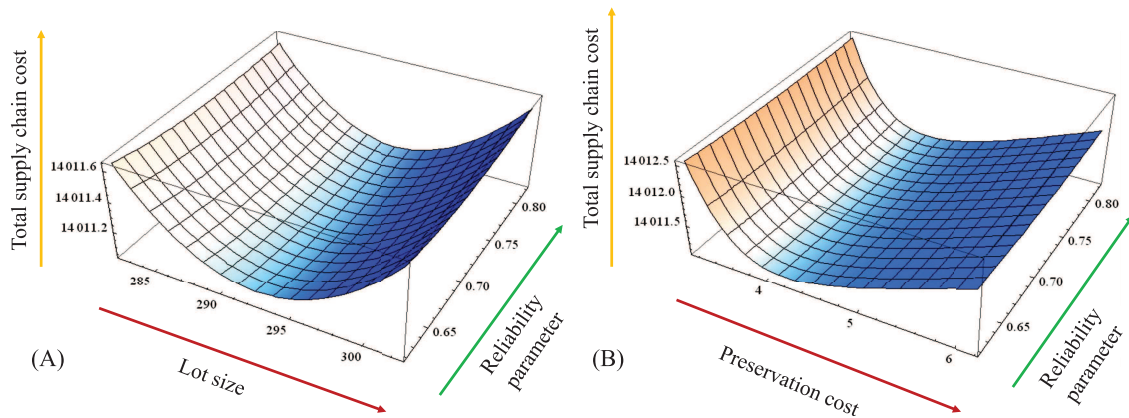 Total supply chain cost
14 011.6
14 011.4
14 011.2
285
290
295
300
0.80
0.75
0.70
0.65
Lot size
Reliability
parameter
(A)
Total supply chain cost
14 012.5
14 012.0
14 011.5
4
5
6
0.80
0.75
0.70
0.65
Preservation cost
Reliability
parameter
(B)